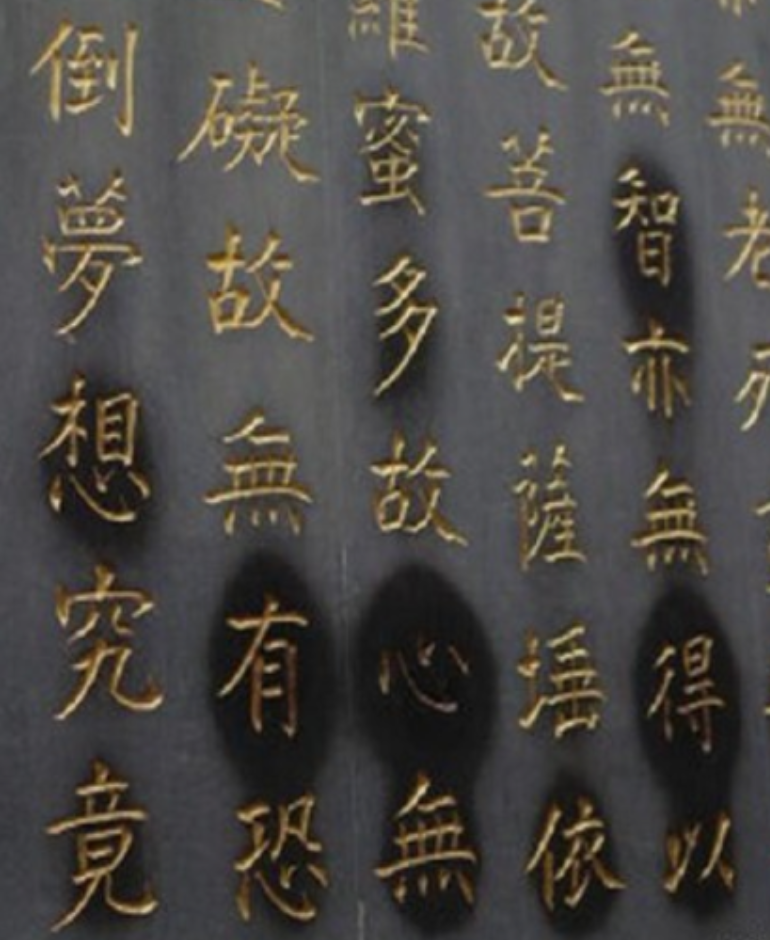 無老死
無智亦無得以
故菩提薩埵依
羅蜜多故心無
礙故無有恐
倒夢想究竟